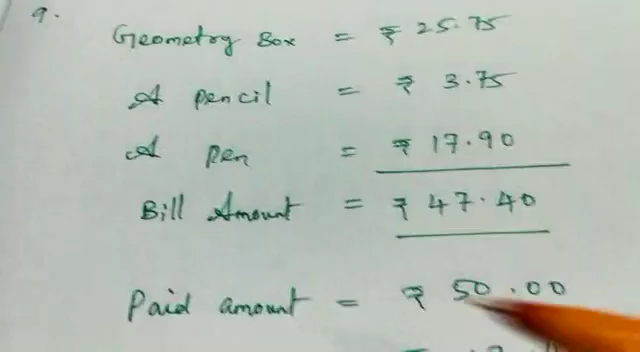 9.
Geometry Box = ₹ 25.75
A pencil = ₹ 3.75
A pen = ₹ 17.90
Bill Amount = ₹ 47.40
Paid amount = ₹ 50.00